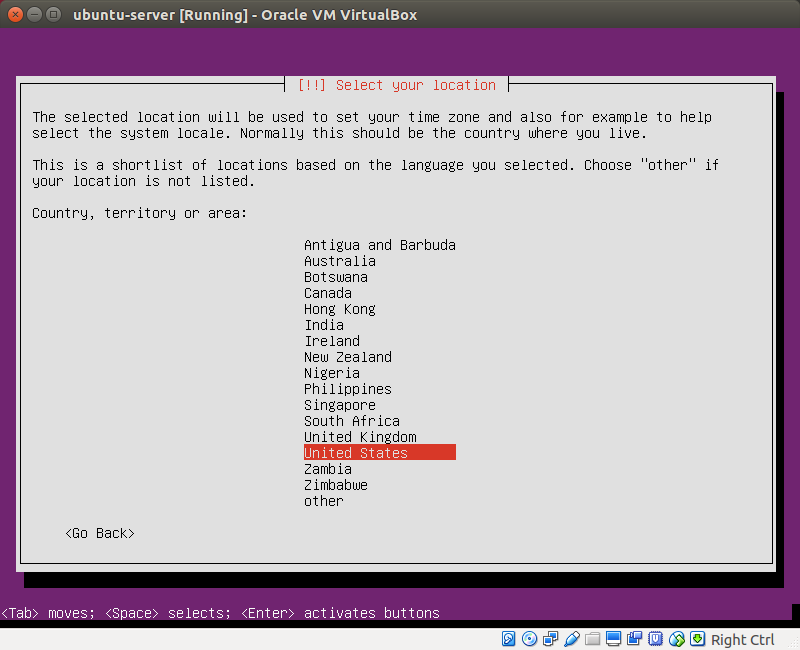 ubuntu-server [Running] - Oracle VM VirtualBox
[!!] Select your location
The selected location will be used to set your time zone and also for example to help
select the system locale. Normally this should be the country where you live.
This is a shortlist of locations based on the language you selected. Choose "other" if
your location is not listed.
Country, territory or area:
Antigua and Barbuda
Australia
Botswana
Canada
Hong Kong
India
Ireland
New Zealand
Nigeria
Philippines
Singapore
South Africa
United Kingdom
United States
Zambia
Zimbabwe
other
<Go Back>
<Tab> moves; <Space> selects; <Enter> activates buttons
Right Ctrl